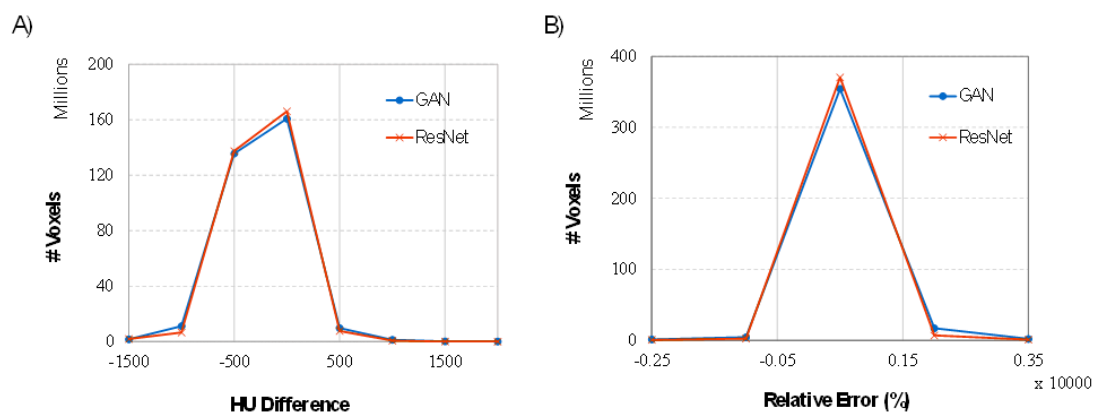 A)
Millions
# Voxels
200
160
120
80
40
0
-1500
-500
500
1500
HU Difference
GAN
ResNet
B)
Millions
# Voxels
400
300
200
100
0
-0.25
-0.05
0.15
0.35
x 10000
Relative Error (%)
GAN
ResNet